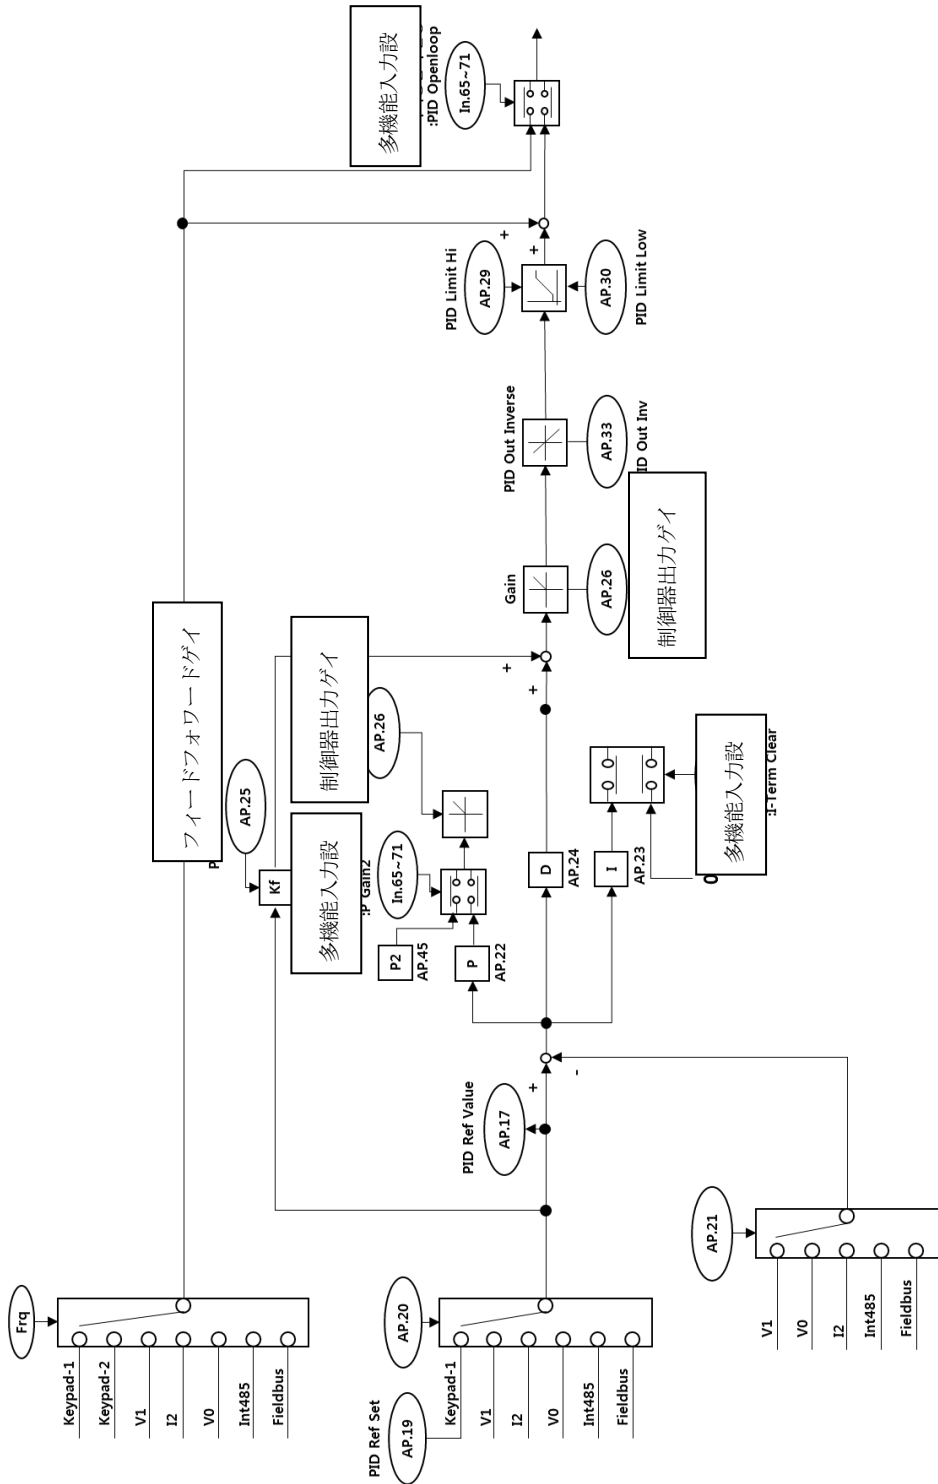 Frq
Keypad-1
Keypad-2
V1
I2
V0
Int485
Fieldbus
フィードフォワードゲイ
P
AP.25
Kf
多機能入力設
:P Gain2
In.65~71
制御器出力ゲイ
AP.26
P2
AP.45
P
AP.22
多機能入力設
:PID Openloop
In.65~71
PID Ref Set
AP.19
AP.20
Keypad-1
V1
I2
V0
Int485
Fieldbus
PID Ref Value
AP.17
+
-
D
AP.24
I
AP.23
0
多機能入力設
:I-Term Clear
+
+
Gain
AP.26
制御器出力ゲイ
PID Out Inverse
AP.33
ID Out Inv
PID Limit Hi
AP.29
+
+
AP.30
PID Limit Low
AP.21
V1
V0
I2
Int485
Fieldbus